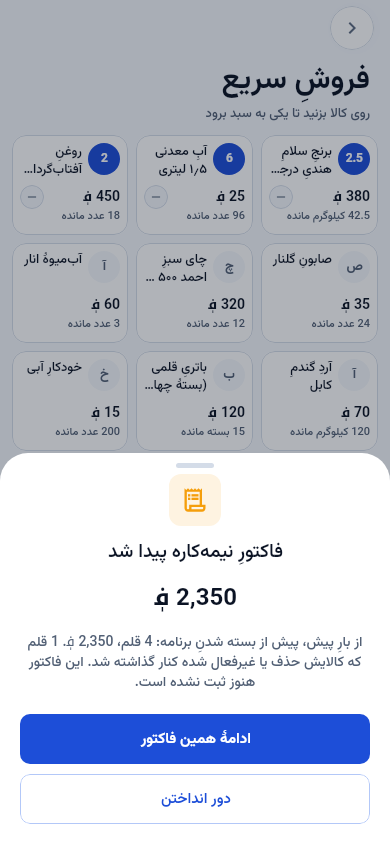 فروشِ سریع
روی کالا بزنید تا یکی به سبد برود
2.5
برنجِ سلامِ
هندیِ درجـ...
380 ؋
42.5 کیلوگرم مانده
6
آبِ معدنی
۱٫۵ لیتری
25 ؋
96 عدد مانده
2
روغنِ
آفتاب‌گردا...
450 ؋
18 عدد مانده
ص
صابونِ گلنار
35 ؋
24 عدد مانده
چ
چای سبزِ
احمد ۵۰۰ ...
320 ؋
12 عدد مانده
آ
آب‌میوهٔ انار
60 ؋
3 عدد مانده
آ
آردِ گندمِ
کابل
70 ؋
120 کیلوگرم مانده
ب
باتریِ قلمی
(بستهٔ چها...
120 ؋
15 بسته مانده
خ
خودکارِ آبی
15 ؋
200 عدد مانده
فاکتورِ نیمه‌کاره پیدا شد
2,350 ؋
از بارِ پیش، پیش از بسته شدنِ برنامه: 4 قلم، 2,350 ؋. 1 قلم
که کالایش حذف یا غیرفعال شده کنار گذاشته شد. این فاکتور
هنوز ثبت نشده است.
ادامهٔ همین فاکتور
دور انداختن